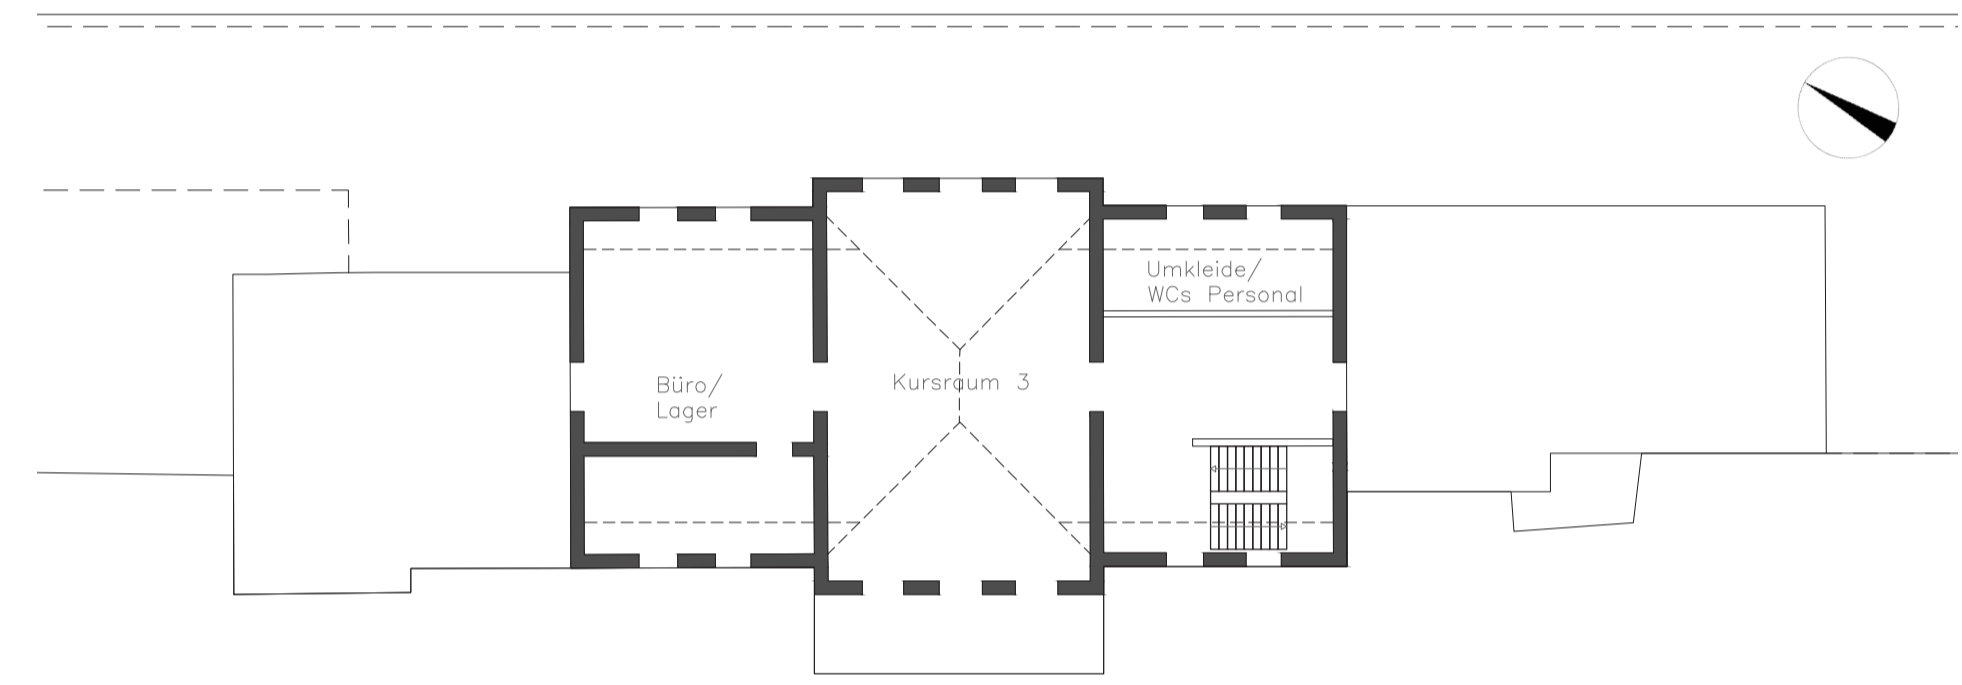 Umkleide/
WCs Personal
Büro/
Lager
Kursraum 3